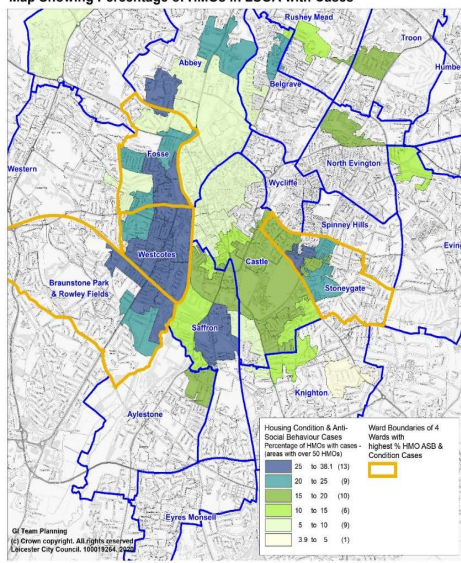 Map Showing Percentage of HMOs in LSOA with Cases
Rushey Mead
Troon
Abbey
Humbe
Belgrave
Western
Fosse
North Evington
Wycliffe
Spinney Hills
Evin
Westcotes
Castle
Braunstone Park
& Rowley Fields
Stoneygate
Saffron
Knighton
Aylestone
Eyres Monsell
Housing Condition & Anti-
Social Behaviour Cases
Percentage of HMOs with cases -
(areas with over 50 HMOs)
25 to 38.1 (13)
20 to 25 (9)
15 to 20 (10)
10 to 15 (6)
5 to 10 (9)
3.9 to 5 (1)
Ward Boundaries of 4
Wards with
highest % HMO ASB &
Condition Cases
GI Team Planning
(c) Crown copyright. All rights reserved
Leicester City Council. 100019264, 2020